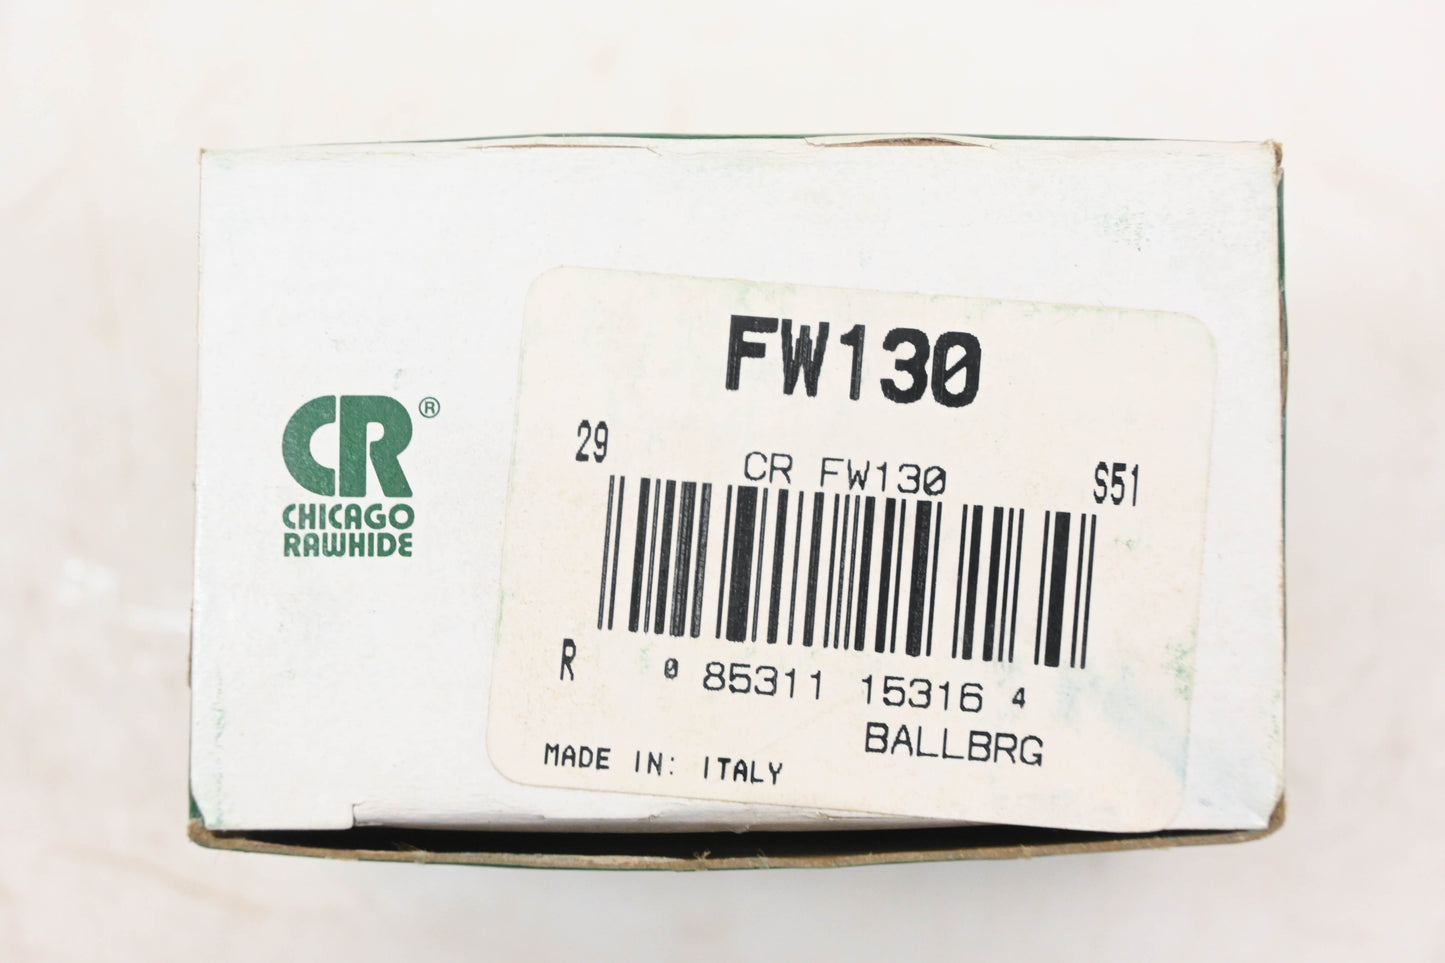 CR®
CHICAGO
RAWHIDE
FW130
29
CR FW130
S51
R
0 85311 15316 4
BALLBRG
MADE IN: ITALY